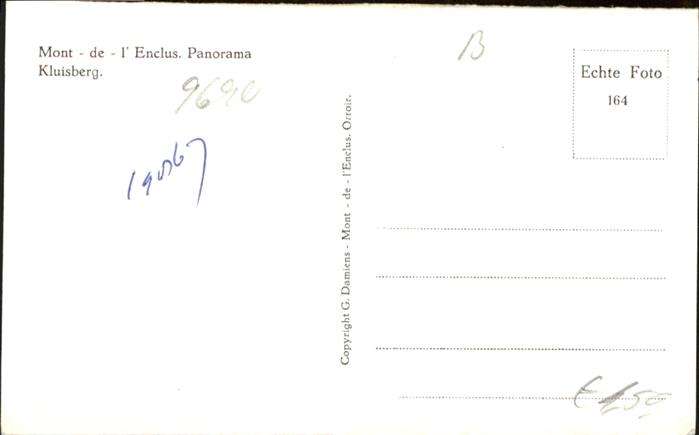 Mont - de - l' Enclus. Panorama
Kluisberg.
9690
B
Echte Foto
164
Copyright G. Damiens - Mont - de - l'Enclus. Orroir.